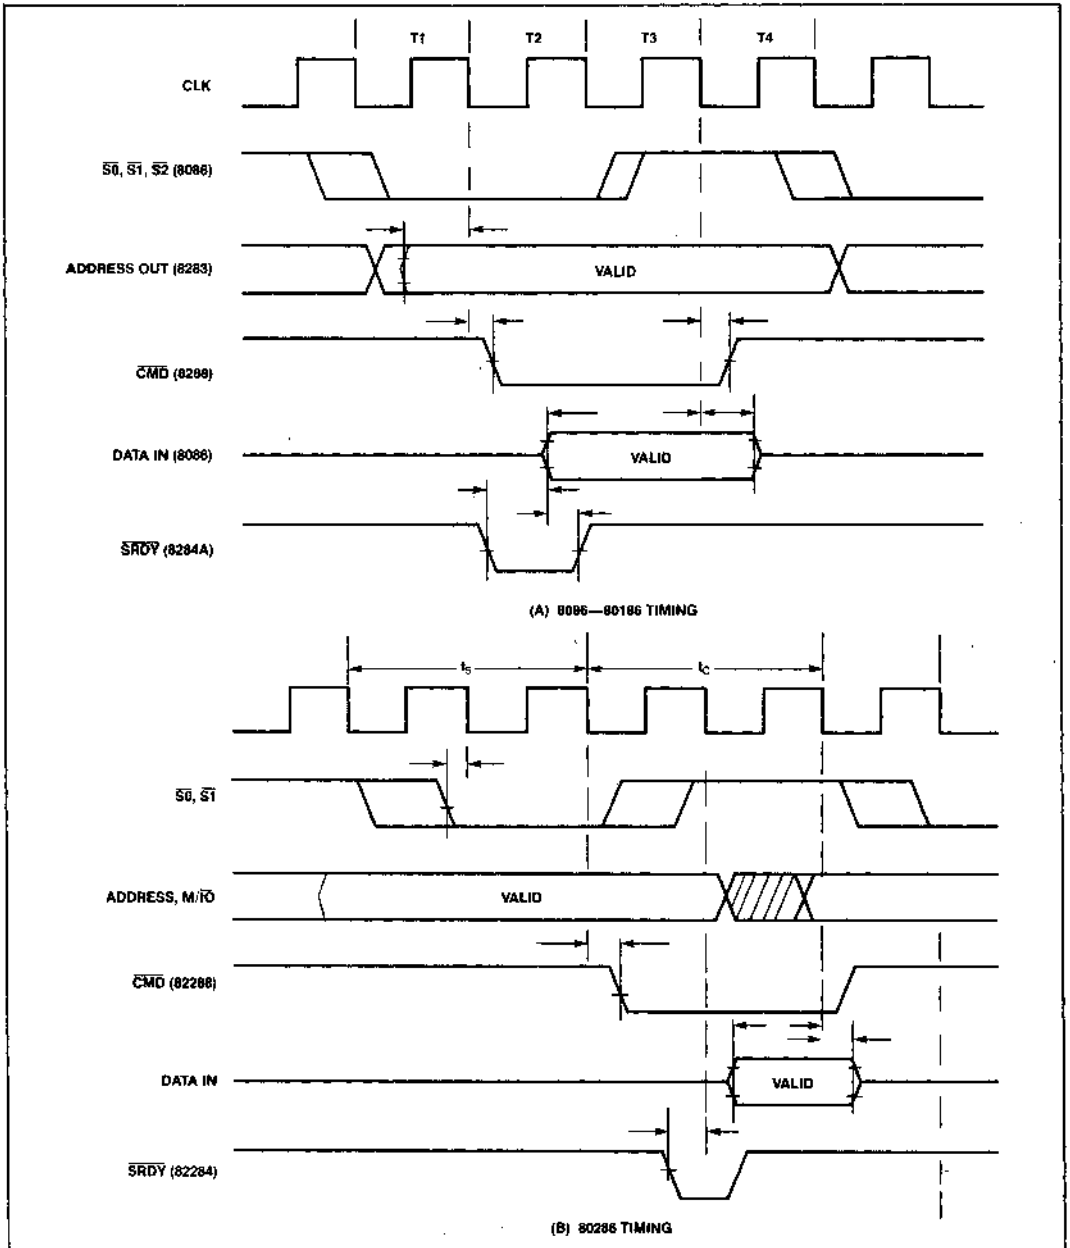 T1 T2 T3 T4
CLK
S0, S1, S2 (8086)
ADDRESS OUT (8283)
VALID
CMD (8288)
DATA IN (8086)
VALID
SRDY (8284A)
(A) 8086—80186 TIMING
ts tc
S0, S1
ADDRESS, M/IO
VALID
CMD (82288)
DATA IN
VALID
SRDY (82284)
(B) 80286 TIMING